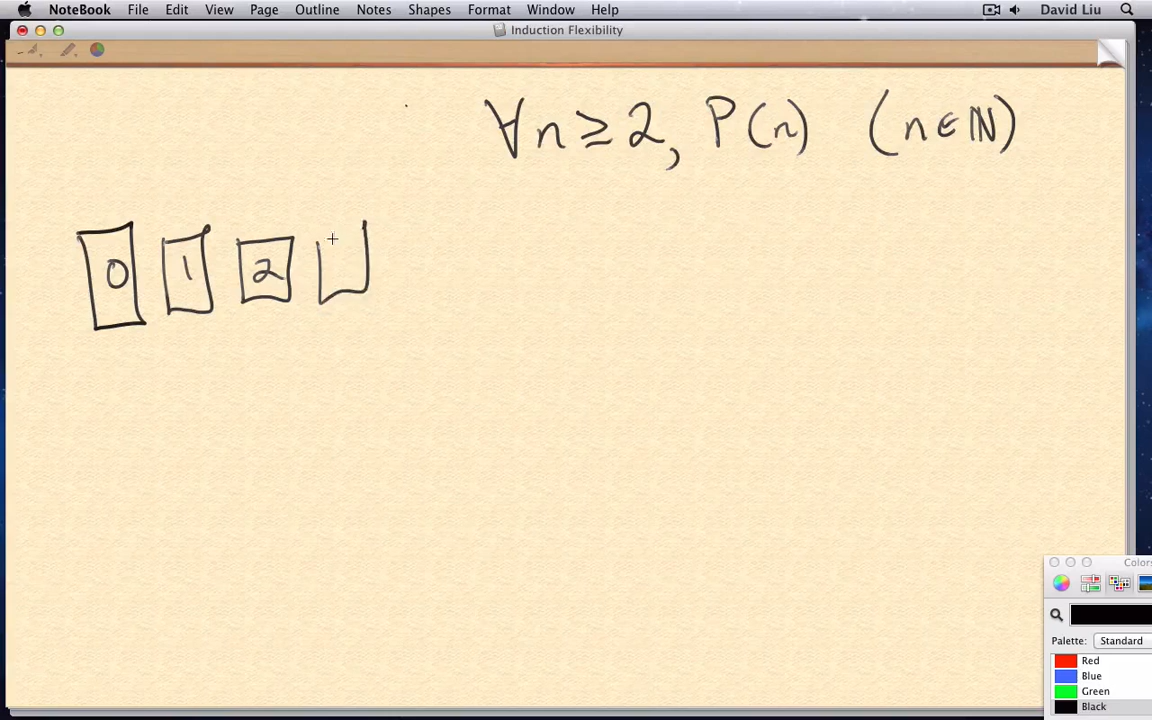 NoteBook File Edit View Page Outline Notes Shapes Format Window Help David Liu
Induction Flexibility
∀n ≥ 2, P(n) (n ∈ ℕ)
0 1 2
Colors
Palette: Standard
Red
Blue
Green
Black